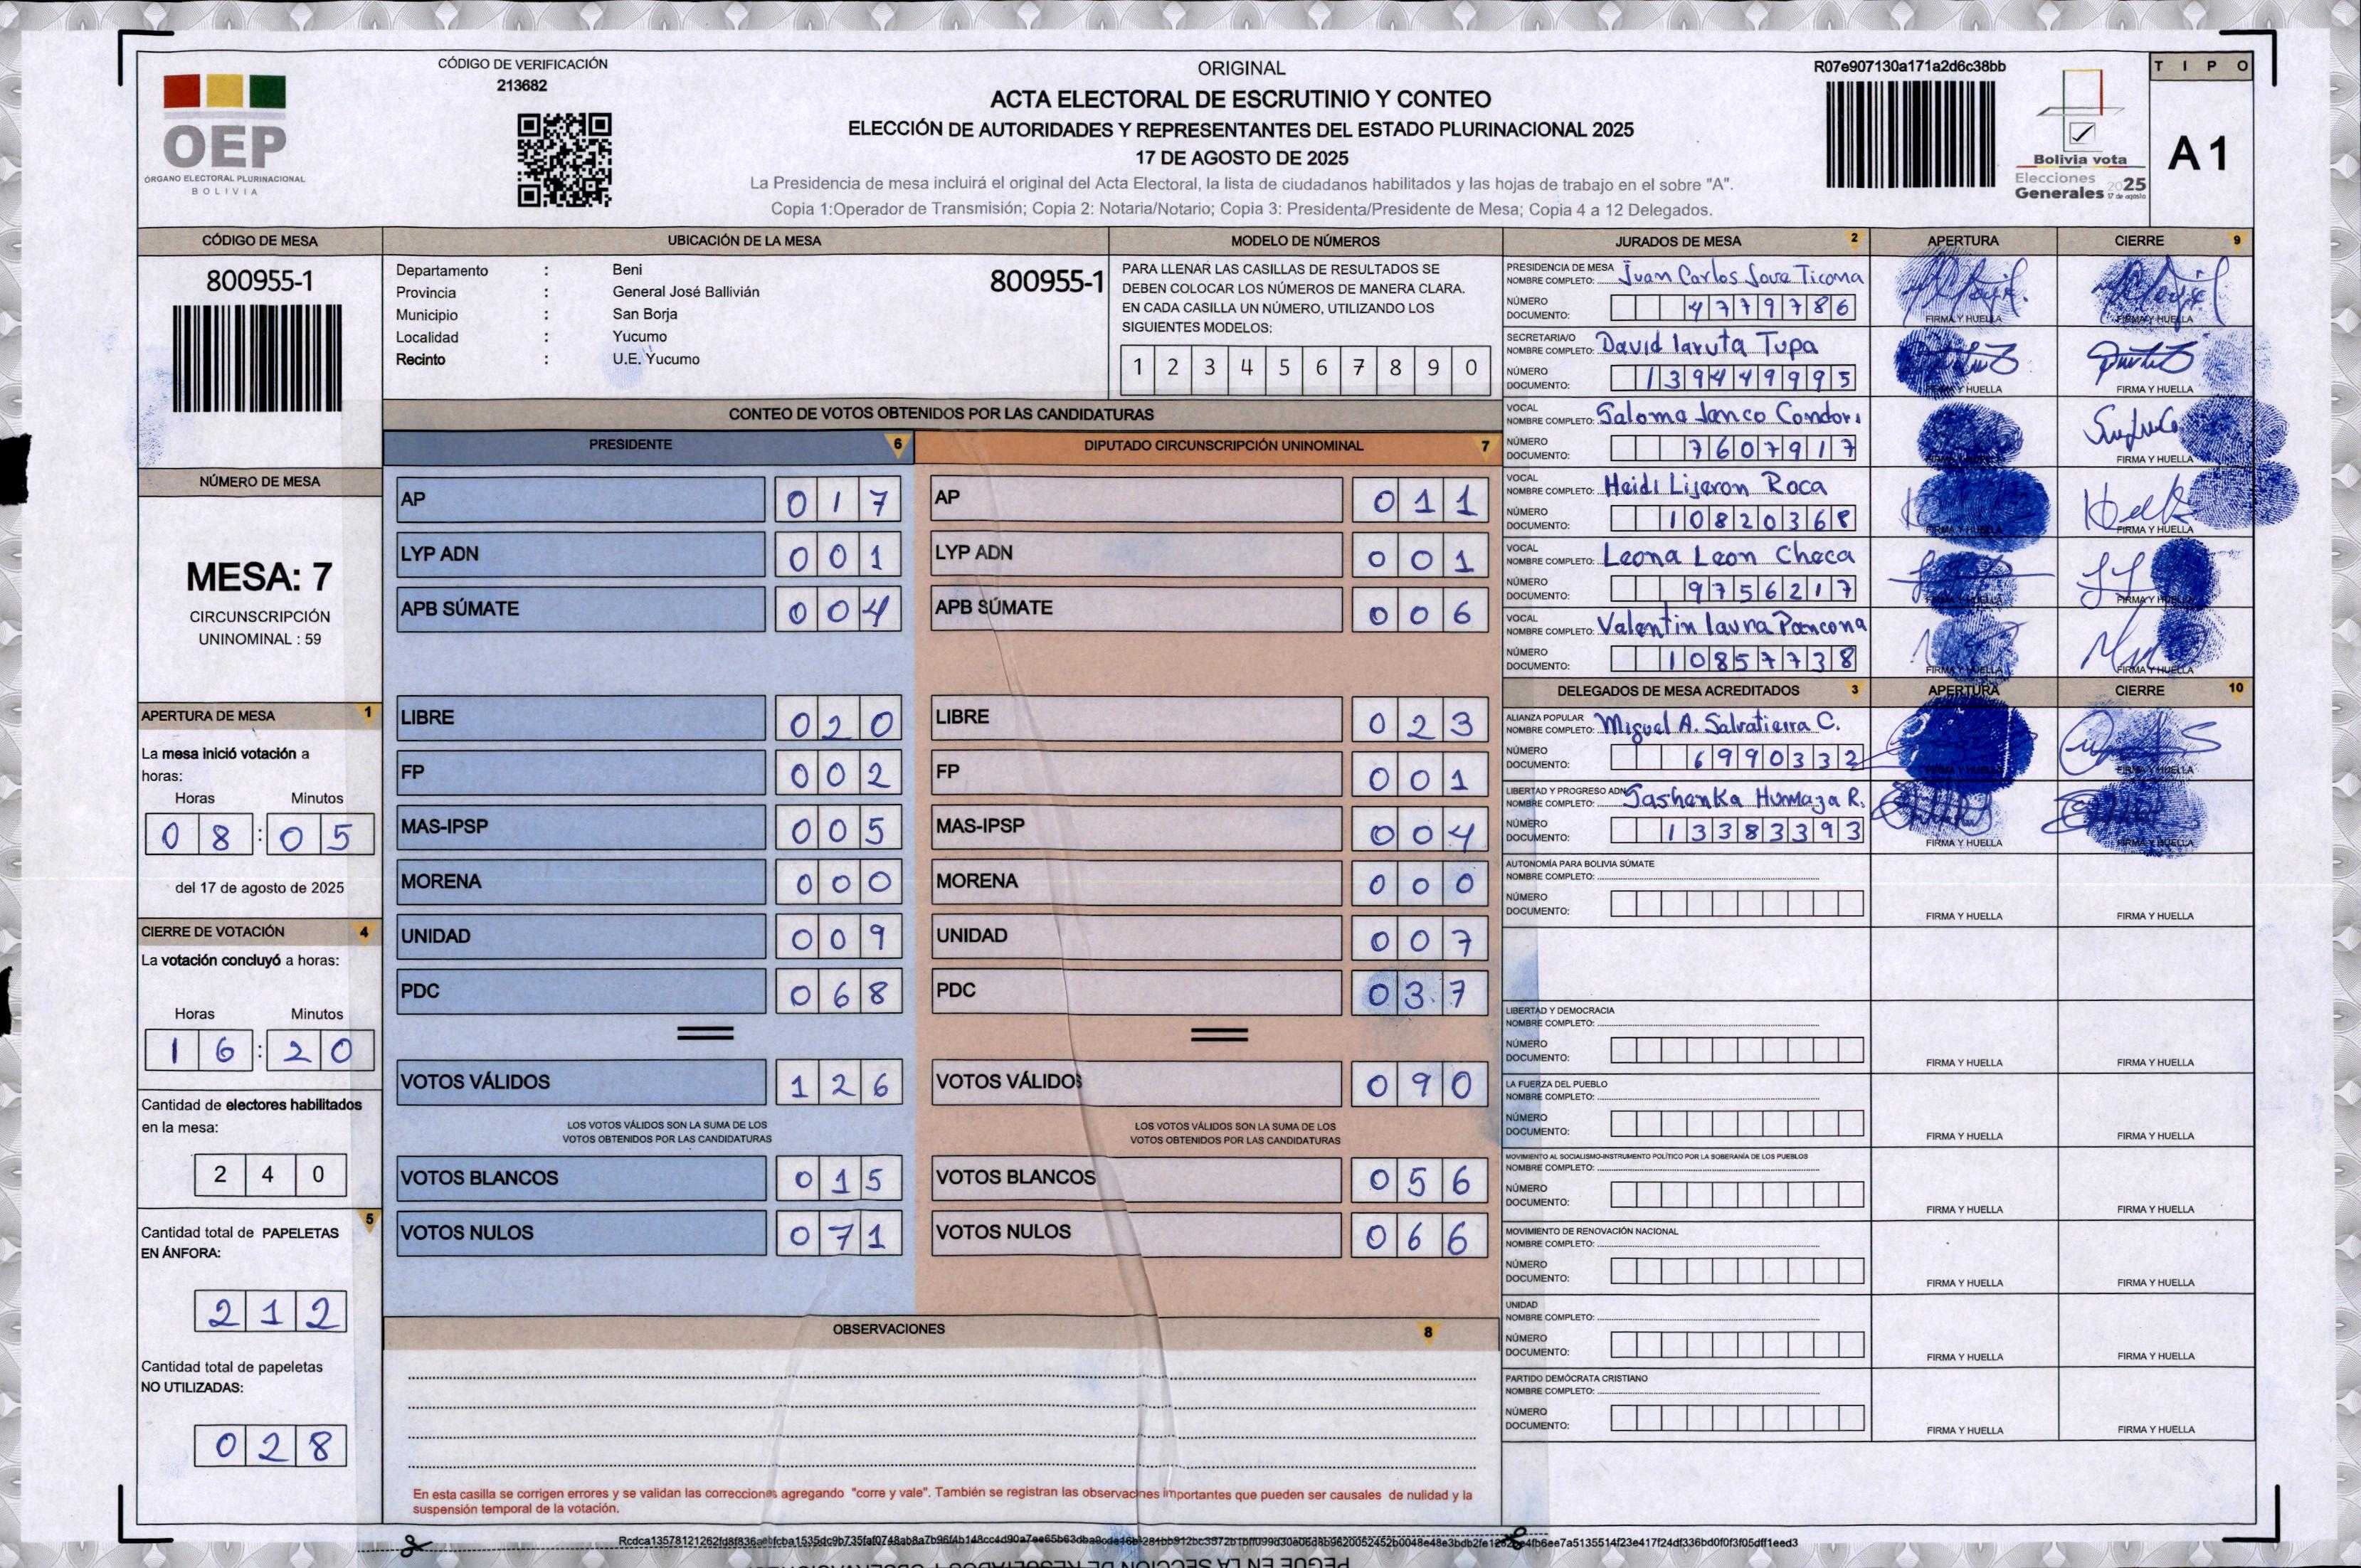 CÓDIGO DE VERIFICACIÓN
213682
OEP
ÓRGANO ELECTORAL PLURINACIONAL
BOLIVIA
ORIGINAL
ACTA ELECTORAL DE ESCRUTINIO Y CONTEO
ELECCIÓN DE AUTORIDADES Y REPRESENTANTES DEL ESTADO PLURINACIONAL 2025
17 DE AGOSTO DE 2025
La Presidencia de mesa incluirá el original del Acta Electoral, la lista de ciudadanos habilitados y las hojas de trabajo en el sobre "A".
Copia 1:Operador de Transmisión; Copia 2: Notaria/Notario; Copia 3: Presidenta/Presidente de Mesa; Copia 4 a 12 Delegados.
R07e907130a171a2d6c38bb
Bolivia vota
Elecciones
Generales 2025
17 de agosto
TIPO
A 1
CÓDIGO DE MESA
800955-1
NÚMERO DE MESA
MESA: 7
CIRCUNSCRIPCIÓN
UNINOMINAL : 59
APERTURA DE MESA 1
La mesa inició votación a
horas:
Horas Minutos
08:05
del 17 de agosto de 2025
CIERRE DE VOTACIÓN 4
La votación concluyó a horas:
Horas Minutos
16:20
Cantidad de electores habilitados
en la mesa:
240
5
Cantidad total de PAPELETAS
EN ÁNFORA:
212
Cantidad total de papeletas
NO UTILIZADAS:
028
UBICACIÓN DE LA MESA
Departamento : Beni 800955-1
Provincia : General José Ballivián
Municipio : San Borja
Localidad : Yucumo
Recinto : U.E. Yucumo
MODELO DE NÚMEROS
PARA LLENAR LAS CASILLAS DE RESULTADOS SE
DEBEN COLOCAR LOS NÚMEROS DE MANERA CLARA.
EN CADA CASILLA UN NÚMERO, UTILIZANDO LOS
SIGUIENTES MODELOS:
1 2 3 4 5 6 7 8 9 0
CONTEO DE VOTOS OBTENIDOS POR LAS CANDIDATURAS
PRESIDENTE 6
AP 017
LYP ADN 001
APB SÚMATE 004
LIBRE 020
FP 002
MAS-IPSP 005
MORENA 000
UNIDAD 009
PDC 068
VOTOS VÁLIDOS 126
LOS VOTOS VÁLIDOS SON LA SUMA DE LOS
VOTOS OBTENIDOS POR LAS CANDIDATURAS
VOTOS BLANCOS 015
VOTOS NULOS 071
DIPUTADO CIRCUNSCRIPCIÓN UNINOMINAL 7
AP 011
LYP ADN 001
APB SÚMATE 006
LIBRE 023
FP 001
MAS-IPSP 004
MORENA 000
UNIDAD 007
PDC 037
VOTOS VÁLIDOS 090
LOS VOTOS VÁLIDOS SON LA SUMA DE LOS
VOTOS OBTENIDOS POR LAS CANDIDATURAS
VOTOS BLANCOS 056
VOTOS NULOS 066
OBSERVACIONES 8
En esta casilla se corrigen errores y se validan las correcciones agregando "corre y vale". También se registran las observacines importantes que pueden ser causales de nulidad y la
suspensión temporal de la votación.
JURADOS DE MESA 2 APERTURA CIERRE 9
PRESIDENCIA DE MESA
NOMBRE COMPLETO: Juan Carlos Ticona
NÚMERO
DOCUMENTO: 4779786
FIRMA Y HUELLA FIRMA Y HUELLA
SECRETARIA/O
NOMBRE COMPLETO: David Laruta Tupa
NÚMERO
DOCUMENTO: 139449995
FIRMA Y HUELLA FIRMA Y HUELLA
VOCAL
NOMBRE COMPLETO: Saloma Janco Condori
NÚMERO
DOCUMENTO: 7607917
FIRMA Y HUELLA FIRMA Y HUELLA
VOCAL
NOMBRE COMPLETO: Heidi Lijeron Roca
NÚMERO
DOCUMENTO: 10820368
FIRMA Y HUELLA FIRMA Y HUELLA
VOCAL
NOMBRE COMPLETO: Leona Leon Checa
NÚMERO
DOCUMENTO: 9756217
FIRMA Y HUELLA FIRMA Y HUELLA
VOCAL
NOMBRE COMPLETO: Valentin Laura
NÚMERO
DOCUMENTO: 10857738
FIRMA Y HUELLA FIRMA Y HUELLA
DELEGADOS DE MESA ACREDITADOS 3 APERTURA CIERRE 10
ALIANZA POPULAR
NOMBRE COMPLETO: Miguel A. Salvatierra C.
NÚMERO
DOCUMENTO: 6990332
FIRMA Y HUELLA FIRMA Y HUELLA
LIBERTAD Y PROGRESO ADN
NOMBRE COMPLETO: Sashenka Humaza R.
NÚMERO
DOCUMENTO: 13383393
FIRMA Y HUELLA FIRMA Y HUELLA
AUTONOMÍA PARA BOLIVIA SÚMATE
NOMBRE COMPLETO:
NÚMERO
DOCUMENTO:
FIRMA Y HUELLA FIRMA Y HUELLA
LIBERTAD Y DEMOCRACIA
NOMBRE COMPLETO:
NÚMERO
DOCUMENTO:
FIRMA Y HUELLA FIRMA Y HUELLA
LA FUERZA DEL PUEBLO
NOMBRE COMPLETO:
NÚMERO
DOCUMENTO:
FIRMA Y HUELLA FIRMA Y HUELLA
MOVIMIENTO AL SOCIALISMO-INSTRUMENTO POLÍTICO POR LA SOBERANÍA DE LOS PUEBLOS
NOMBRE COMPLETO:
NÚMERO
DOCUMENTO:
FIRMA Y HUELLA FIRMA Y HUELLA
MOVIMIENTO DE RENOVACIÓN NACIONAL
NOMBRE COMPLETO:
NÚMERO
DOCUMENTO:
FIRMA Y HUELLA FIRMA Y HUELLA
UNIDAD
NOMBRE COMPLETO:
NÚMERO
DOCUMENTO:
FIRMA Y HUELLA FIRMA Y HUELLA
PARTIDO DEMÓCRATA CRISTIANO
NOMBRE COMPLETO:
NÚMERO
DOCUMENTO:
FIRMA Y HUELLA FIRMA Y HUELLA